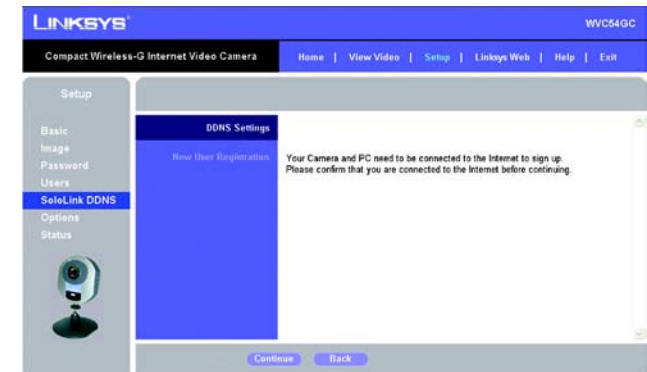 LINKSYS®
WVC54GC
Compact Wireless-G Internet Video Camera
Home | View Video | Setup | Linksys Web | Help | Exit
Setup
Basic
Image
Password
Users
SoloLink DDNS
Options
Status
DDNS Settings
New User Registration
Your Camera and PC need to be connected to the Internet to sign up.
Please confirm that you are connected to the Internet before continuing.
Continue
Back